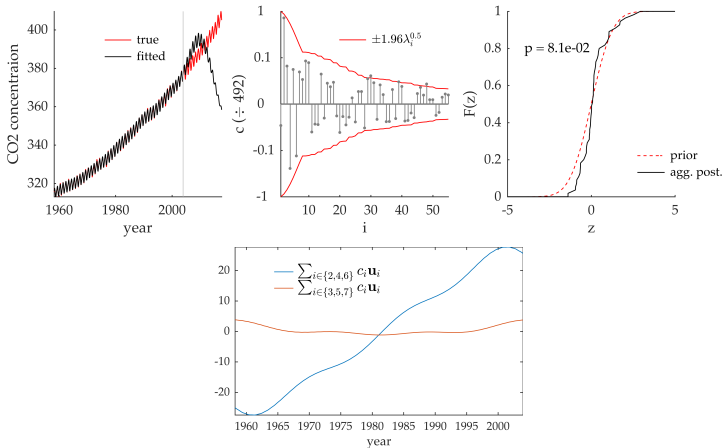 400
380
360
340
320
1960
1980
2000
CO2 concentraion
year
true
fitted
1
0.1
0
-0.1
-1
10
20
30
40
50
c (÷ 492)
i
±1.96λ_i^0.5
1
0.8
0.6
0.4
0.2
0
-5
0
5
F(z)
z
p = 8.1e-02
prior
agg. post.
20
10
0
-10
-20
1960
1965
1970
1975
1980
1985
1990
1995
2000
year
∑_{i∈{2,4,6}} c_i u_i
∑_{i∈{3,5,7}} c_i u_i